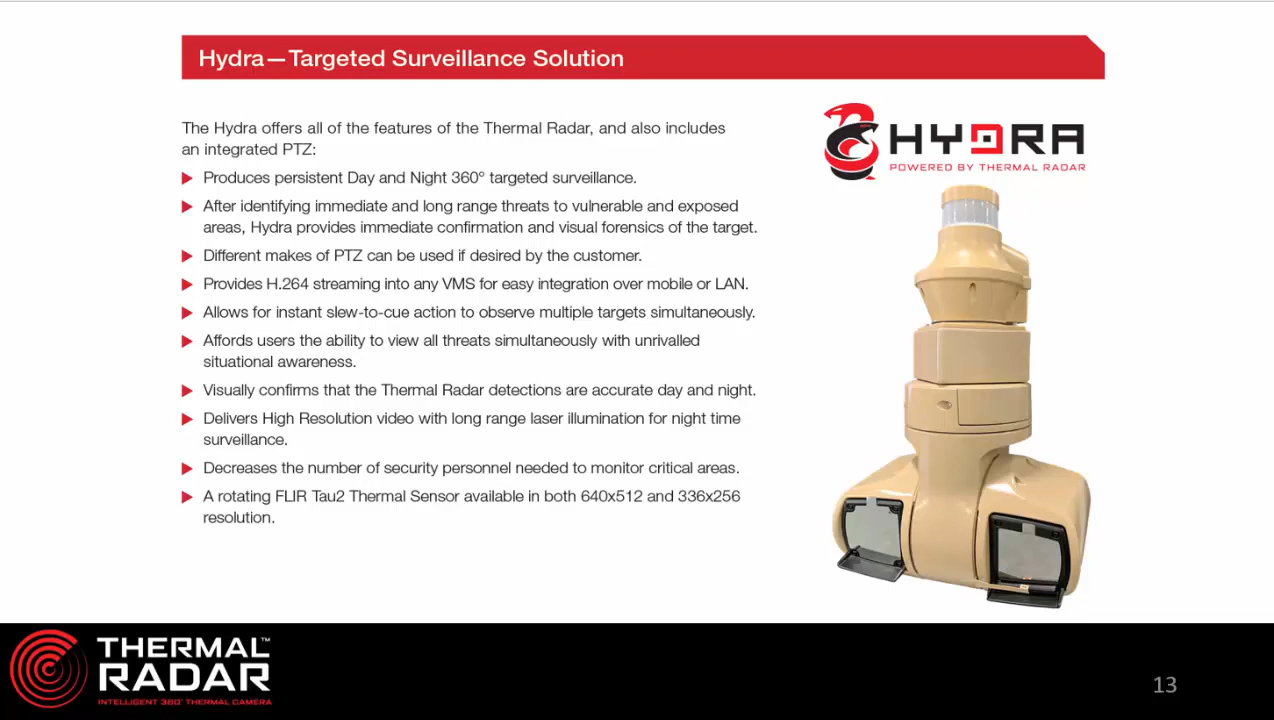 Hydra—Targeted Surveillance Solution
The Hydra offers all of the features of the Thermal Radar, and also includes
an integrated PTZ:
Produces persistent Day and Night 360° targeted surveillance.
After identifying immediate and long range threats to vulnerable and exposed
areas, Hydra provides immediate confirmation and visual forensics of the target.
Different makes of PTZ can be used if desired by the customer.
Provides H.264 streaming into any VMS for easy integration over mobile or LAN.
Allows for instant slew-to-cue action to observe multiple targets simultaneously.
Affords users the ability to view all threats simultaneously with unrivalled
situational awareness.
Visually confirms that the Thermal Radar detections are accurate day and night.
Delivers High Resolution video with long range laser illumination for night time
surveillance.
Decreases the number of security personnel needed to monitor critical areas.
A rotating FLIR Tau2 Thermal Sensor available in both 640x512 and 336x256
resolution.
HYDRA
POWERED BY THERMAL RADAR
THERMAL™
RADAR
INTELLIGENT 360° THERMAL CAMERA
13